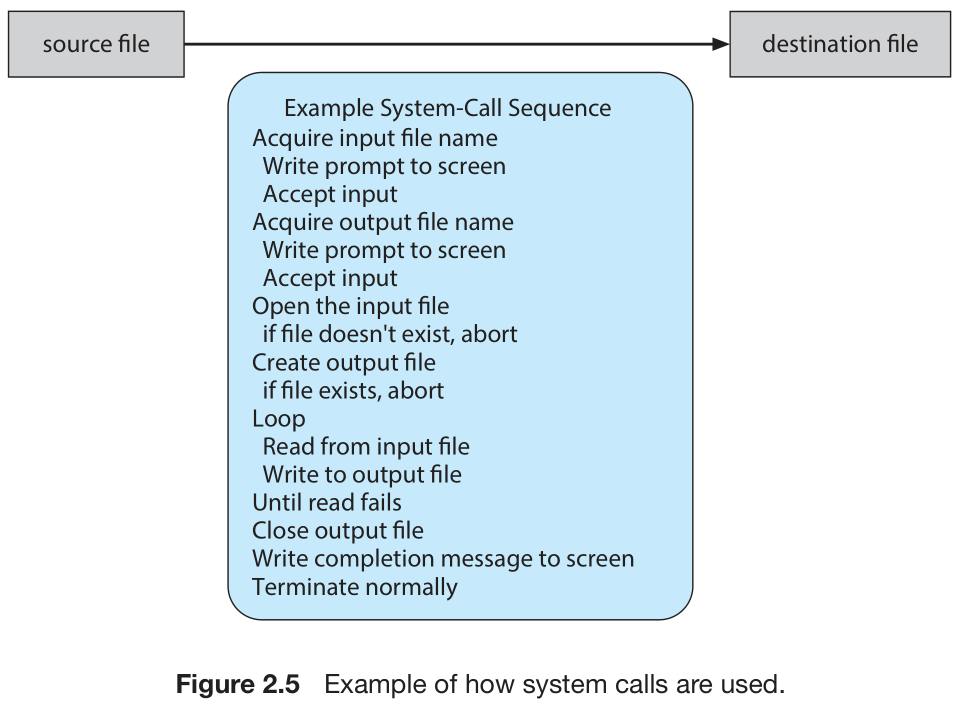 source file
destination file
Example System-Call Sequence
Acquire input file name
Write prompt to screen
Accept input
Acquire output file name
Write prompt to screen
Accept input
Open the input file
if file doesn't exist, abort
Create output file
if file exists, abort
Loop
Read from input file
Write to output file
Until read fails
Close output file
Write completion message to screen
Terminate normally
Figure 2.5 Example of how system calls are used.